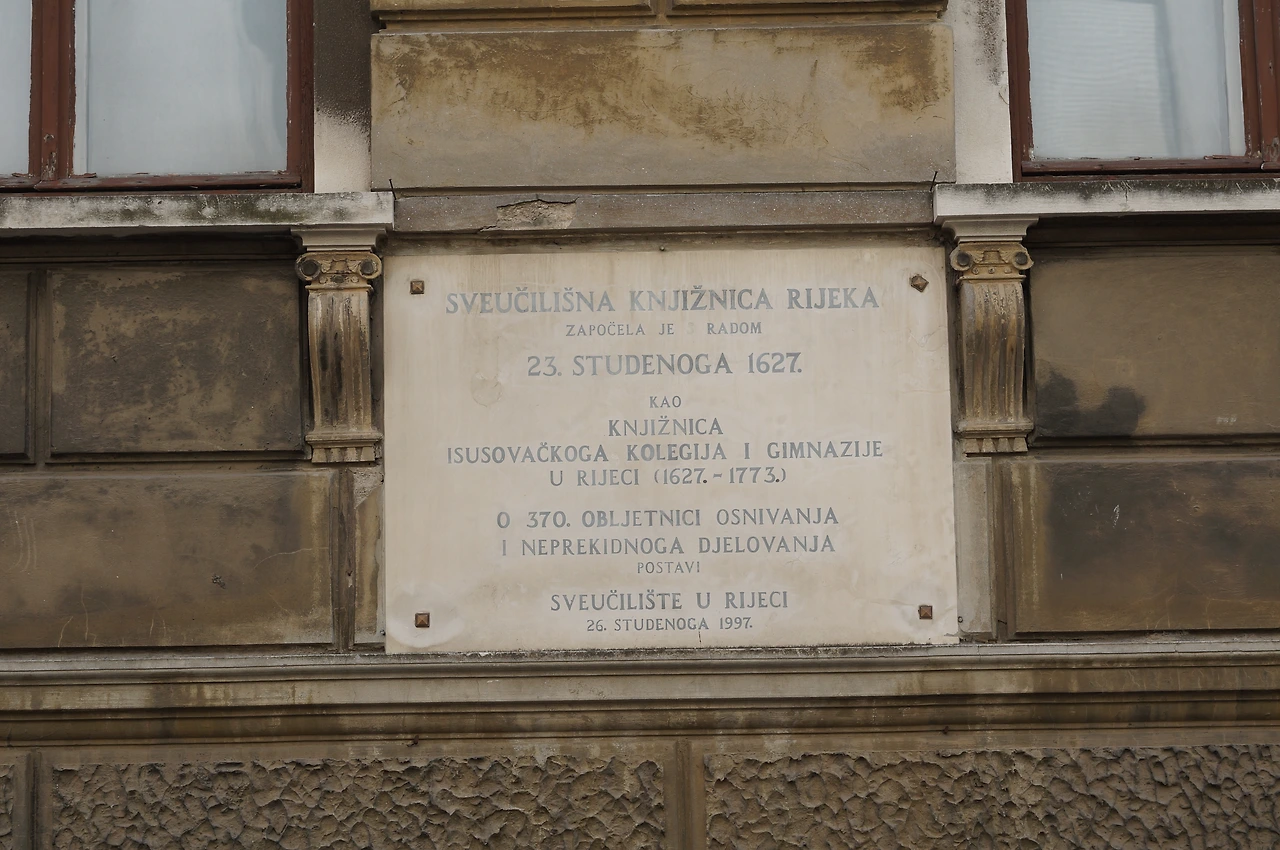 SVEUČILIŠNA KNJIŽNICA RIJEKA
ZAPOČELA JE S RADOM
23. STUDENOGA 1627.
KAO
KNJIŽNICA
ISUSOVAČKOGA KOLEGIJA I GIMNAZIJE
U RIJECI (1627.-1773.)
O 370. OBLJETNICI OSNIVANJA
I NEPREKIDNOGA DJELOVANJA
POSTAVI
SVEUČILIŠTE U RIJECI
26. STUDENOGA 1997.